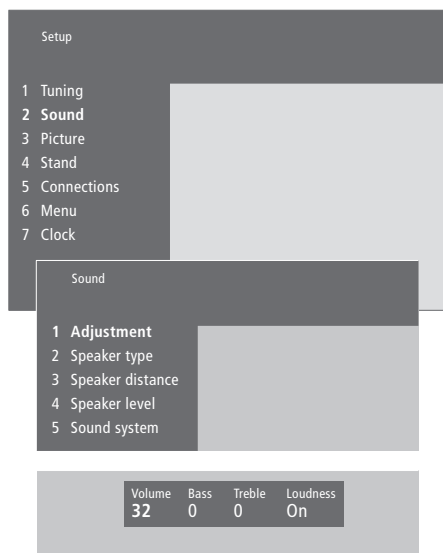 Setup
1 Tuning
2 Sound
3 Picture
4 Stand
5 Connections
6 Menu
7 Clock
Sound
1 Adjustment
2 Speaker type
3 Speaker distance
4 Speaker level
5 Sound system
Volume Bass Treble Loudness
32 0 0 On